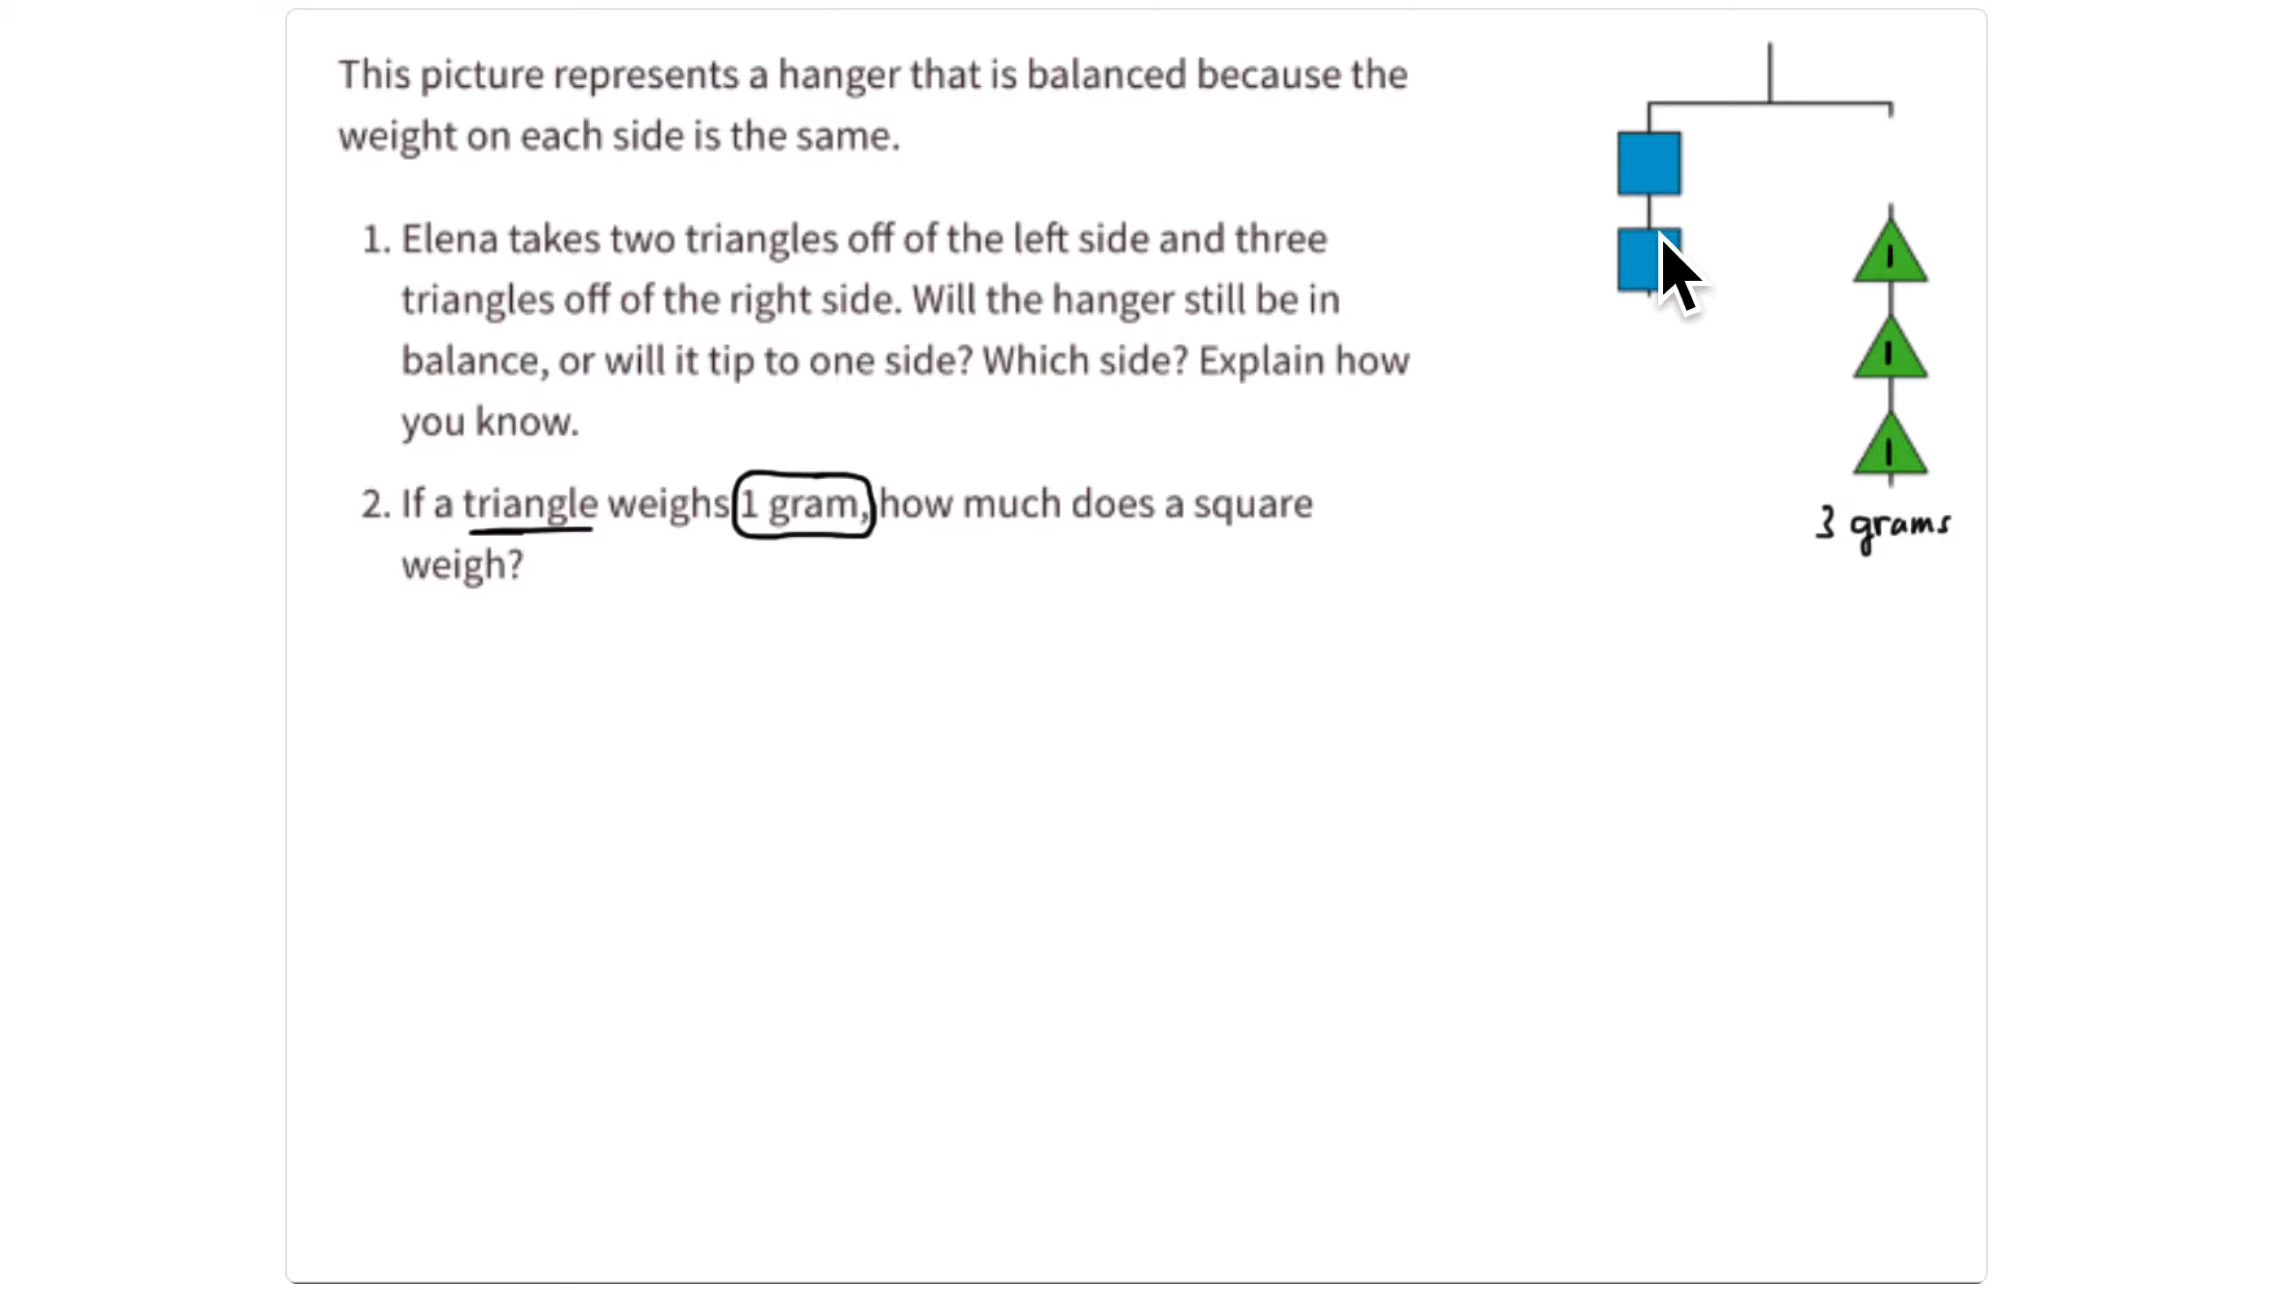 This picture represents a hanger that is balanced because the
weight on each side is the same.
1. Elena takes two triangles off of the left side and three
triangles off of the right side. Will the hanger still be in
balance, or will it tip to one side? Which side? Explain how
you know.
2. If a triangle weighs 1 gram, how much does a square
weigh?
1
1
1
3 grams